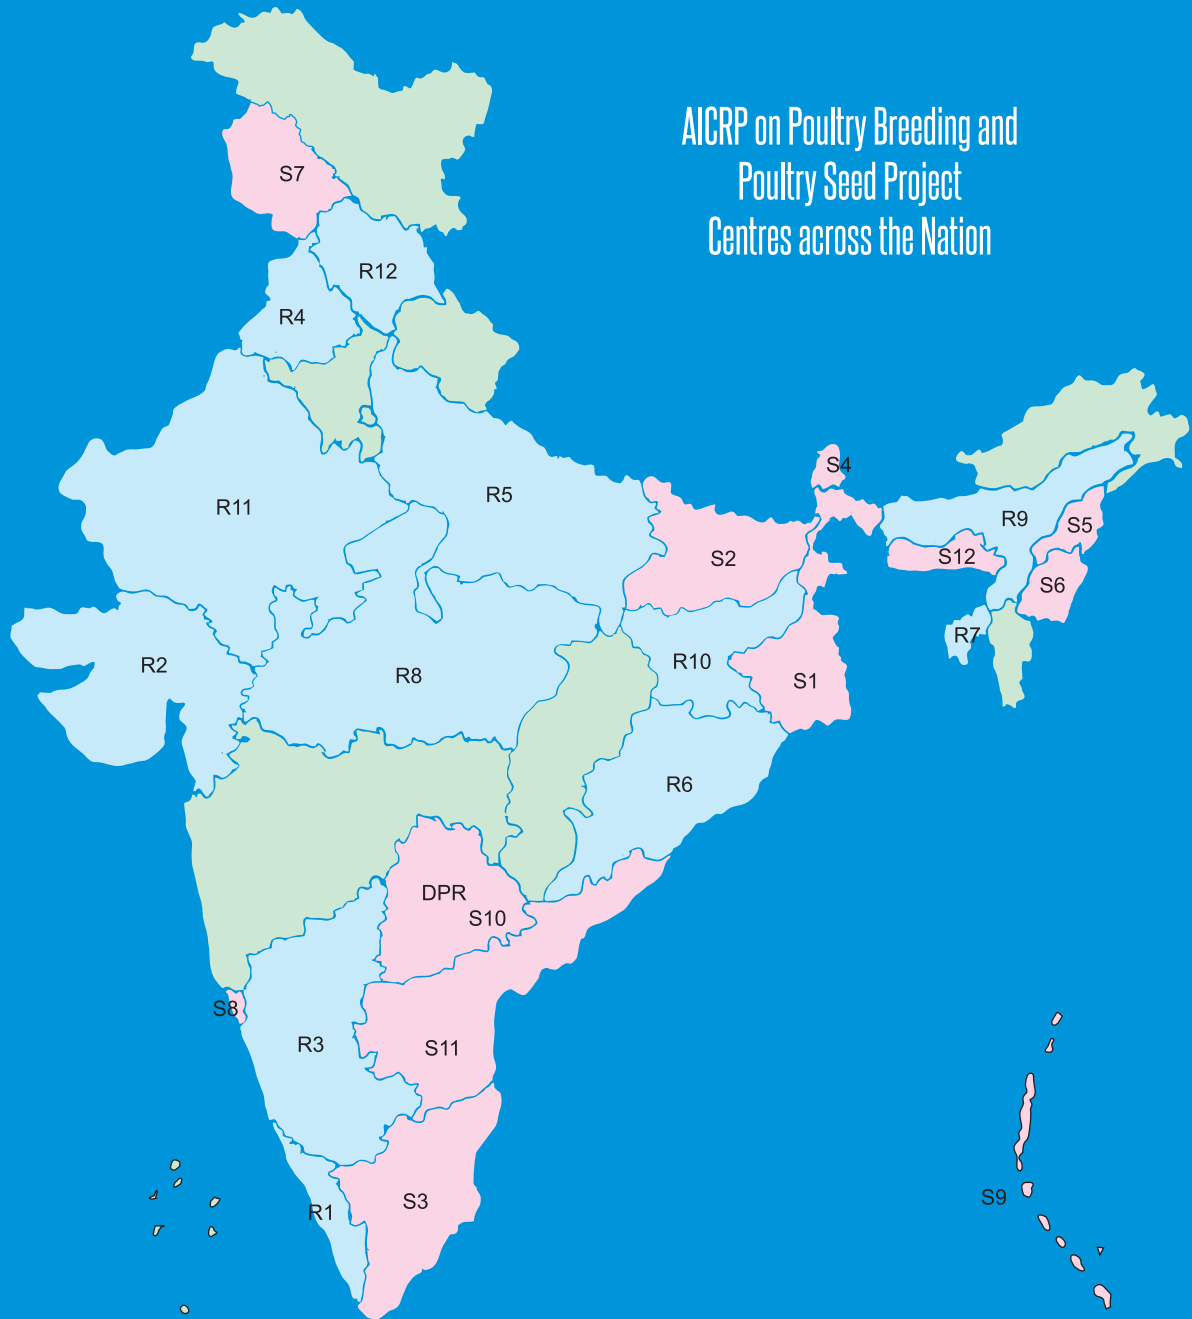 AICRP on Poultry Breeding and
Poultry Seed Project
Centres across the Nation
S7
R12
R4
S4
R5
R11
R9
S5
S2
S12
S6
R7
R2
R10
R8
S1
R6
DPR
S10
S8
R3
S11
S9
S3
R1